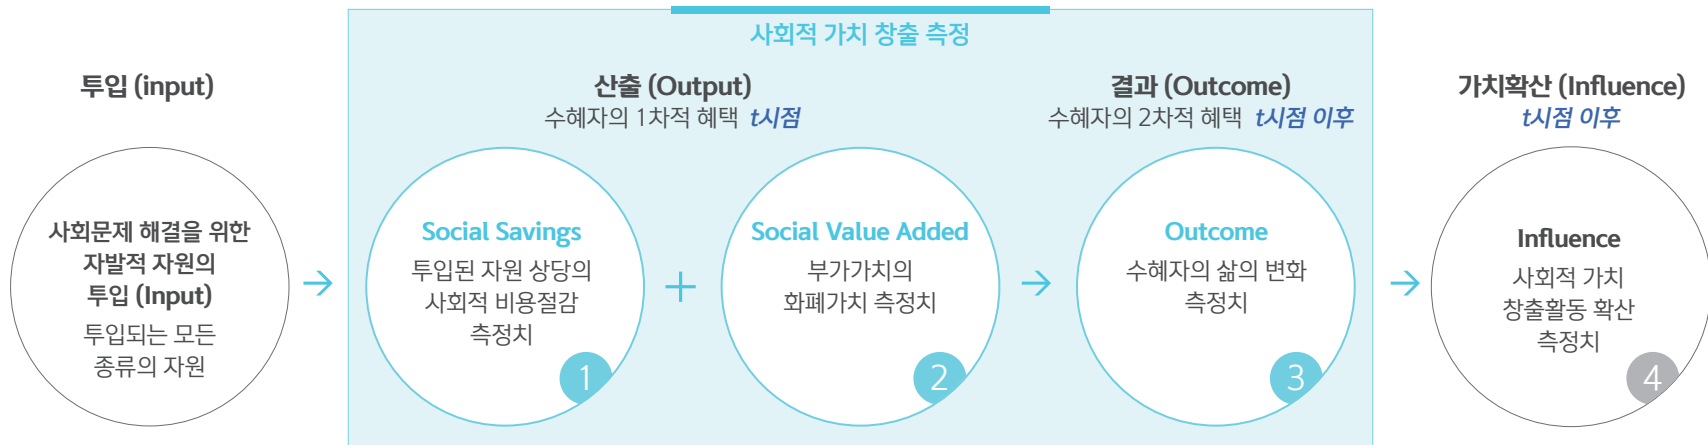 사회적 가치 창출 측정
투입 (input)
산출 (Output)
수혜자의 1차적 혜택 t시점
결과 (Outcome)
수혜자의 2차적 혜택 t시점 이후
가치확산 (Influence)
t시점 이후
사회문제 해결을 위한
자발적 자원의
투입 (Input)
투입되는 모든
종류의 자원
→
Social Savings
투입된 자원 상당의
사회적 비용절감
측정치
1
+
Social Value Added
부가가치의
화폐가치 측정치
2
→
Outcome
수혜자의 삶의 변화
측정치
3
→
Influence
사회적 가치
창출활동 확산
측정치
4